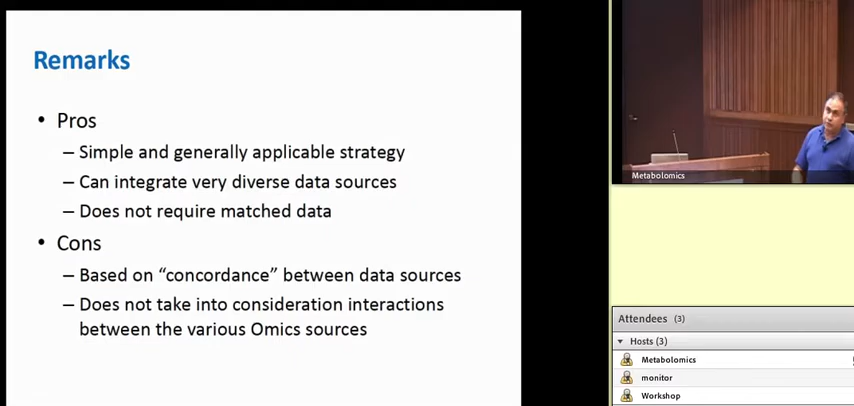 Remarks
• Pros
– Simple and generally applicable strategy
– Can integrate very diverse data sources
– Does not require matched data
• Cons
– Based on “concordance” between data sources
– Does not take into consideration interactions
between the various Omics sources
Metabolomics
Attendees (3)
Hosts (3)
Metabolomics
monitor
Workshop